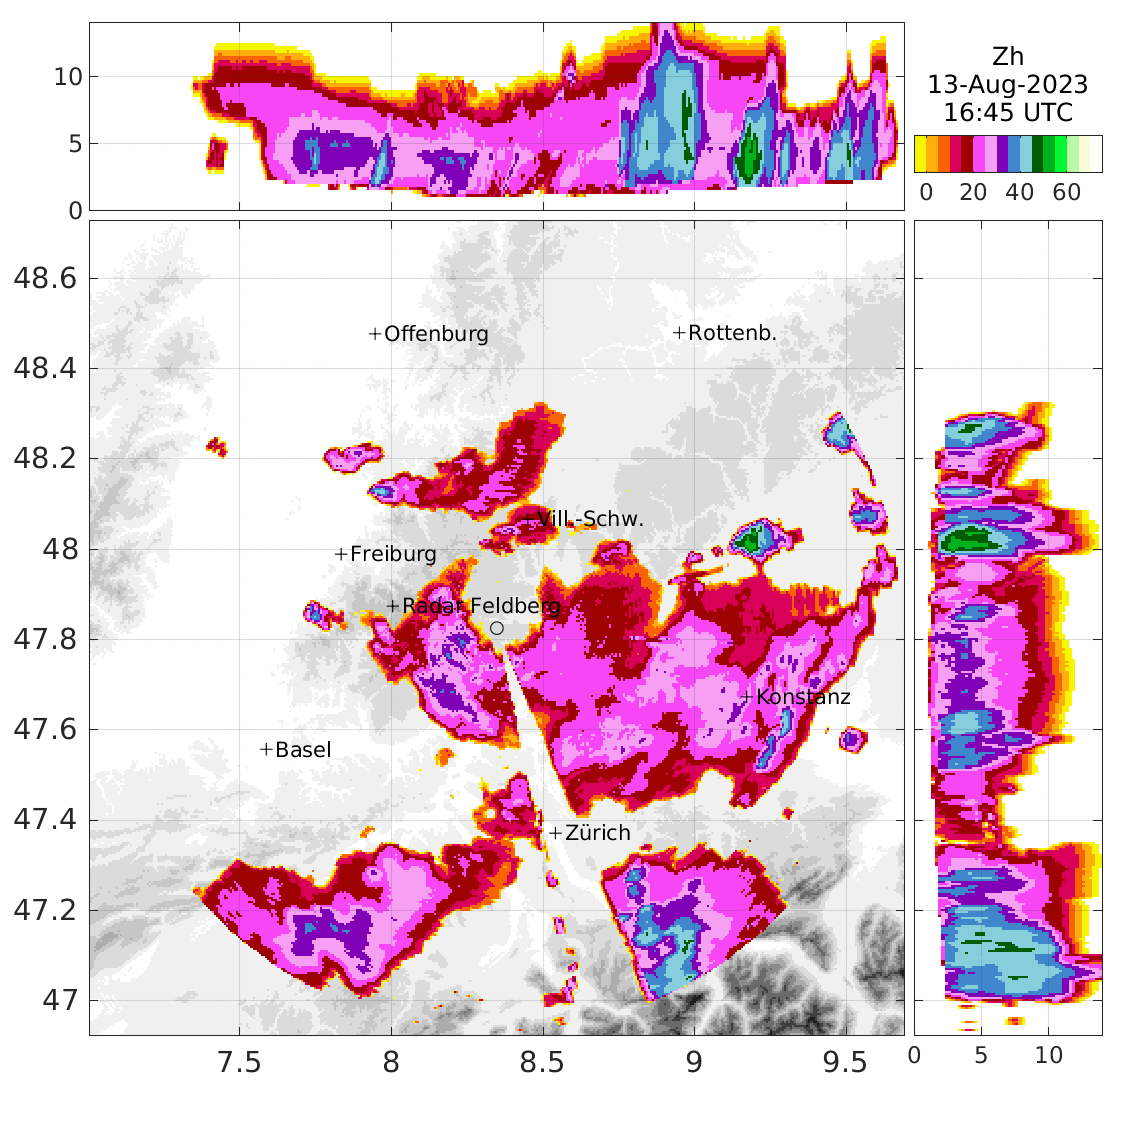 10
5
0
Zh
13-Aug-2023
16:45 UTC
0 20 40 60
48.6
48.4
48.2
48
47.8
47.6
47.4
47.2
47
+Offenburg
+Rottenb.
+Vill.-Schw.
+Freiburg
+Radar Feldberg
+Konstanz
+Basel
+Zürich
7.5 8 8.5 9 9.5
0 5 10